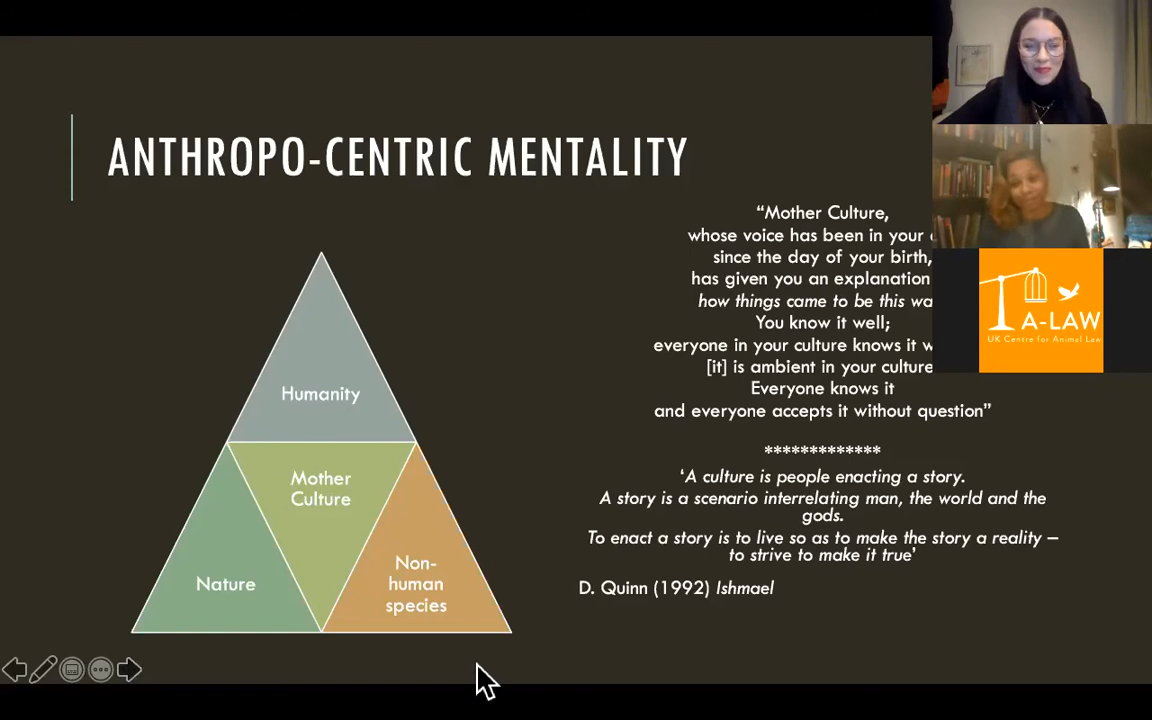 ANTHROPO-CENTRIC MENTALITY
Humanity
Mother
Culture
Nature
Non-
human
species
“Mother Culture,
whose voice has been in your
since the day of your birth,
has given you an explanation
how things came to be this
You know it well;
everyone in your culture knows it
[it] is ambient in your culture
Everyone knows it
and everyone accepts it without question”
*************
‘A culture is people enacting a story.
A story is a scenario interrelating man, the world and the
gods.
To enact a story is to live so as to make the story a reality –
to strive to make it true’
D. Quinn (1992) Ishmael
A-LAW
UK Centre for Animal Law